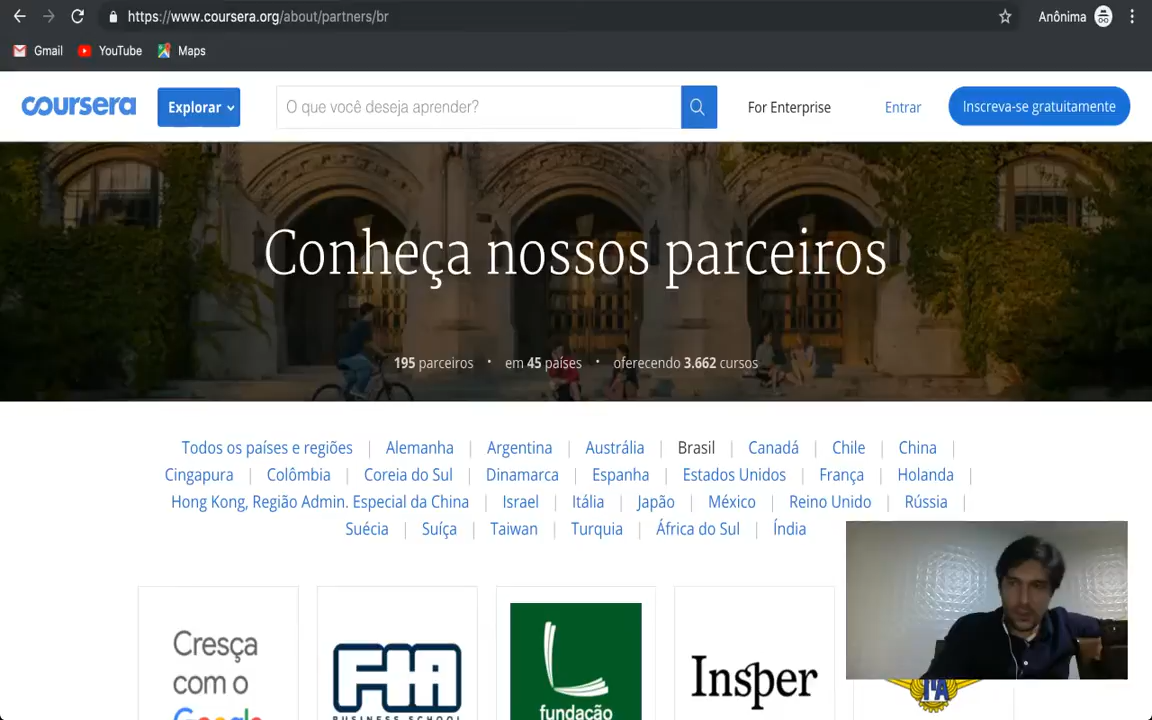 https://www.coursera.org/about/partners/br
Anônima
Gmail YouTube Maps
coursera Explorar O que você deseja aprender? For Enterprise Entrar Inscreva-se gratuitamente
Conheça nossos parceiros
195 parceiros • em 45 países • oferecendo 3.662 cursos
Todos os países e regiões | Alemanha | Argentina | Austrália | Brasil | Canadá | Chile | China |
Cingapura | Colômbia | Coreia do Sul | Dinamarca | Espanha | Estados Unidos | França | Holanda |
Hong Kong, Região Admin. Especial da China | Israel | Itália | Japão | México | Reino Unido | Rússia |
Suécia | Suíça | Taiwan | Turquia | África do Sul | Índia
Cresça
com o
Google
FIA
BUSINESS SCHOOL
fundação
Insper